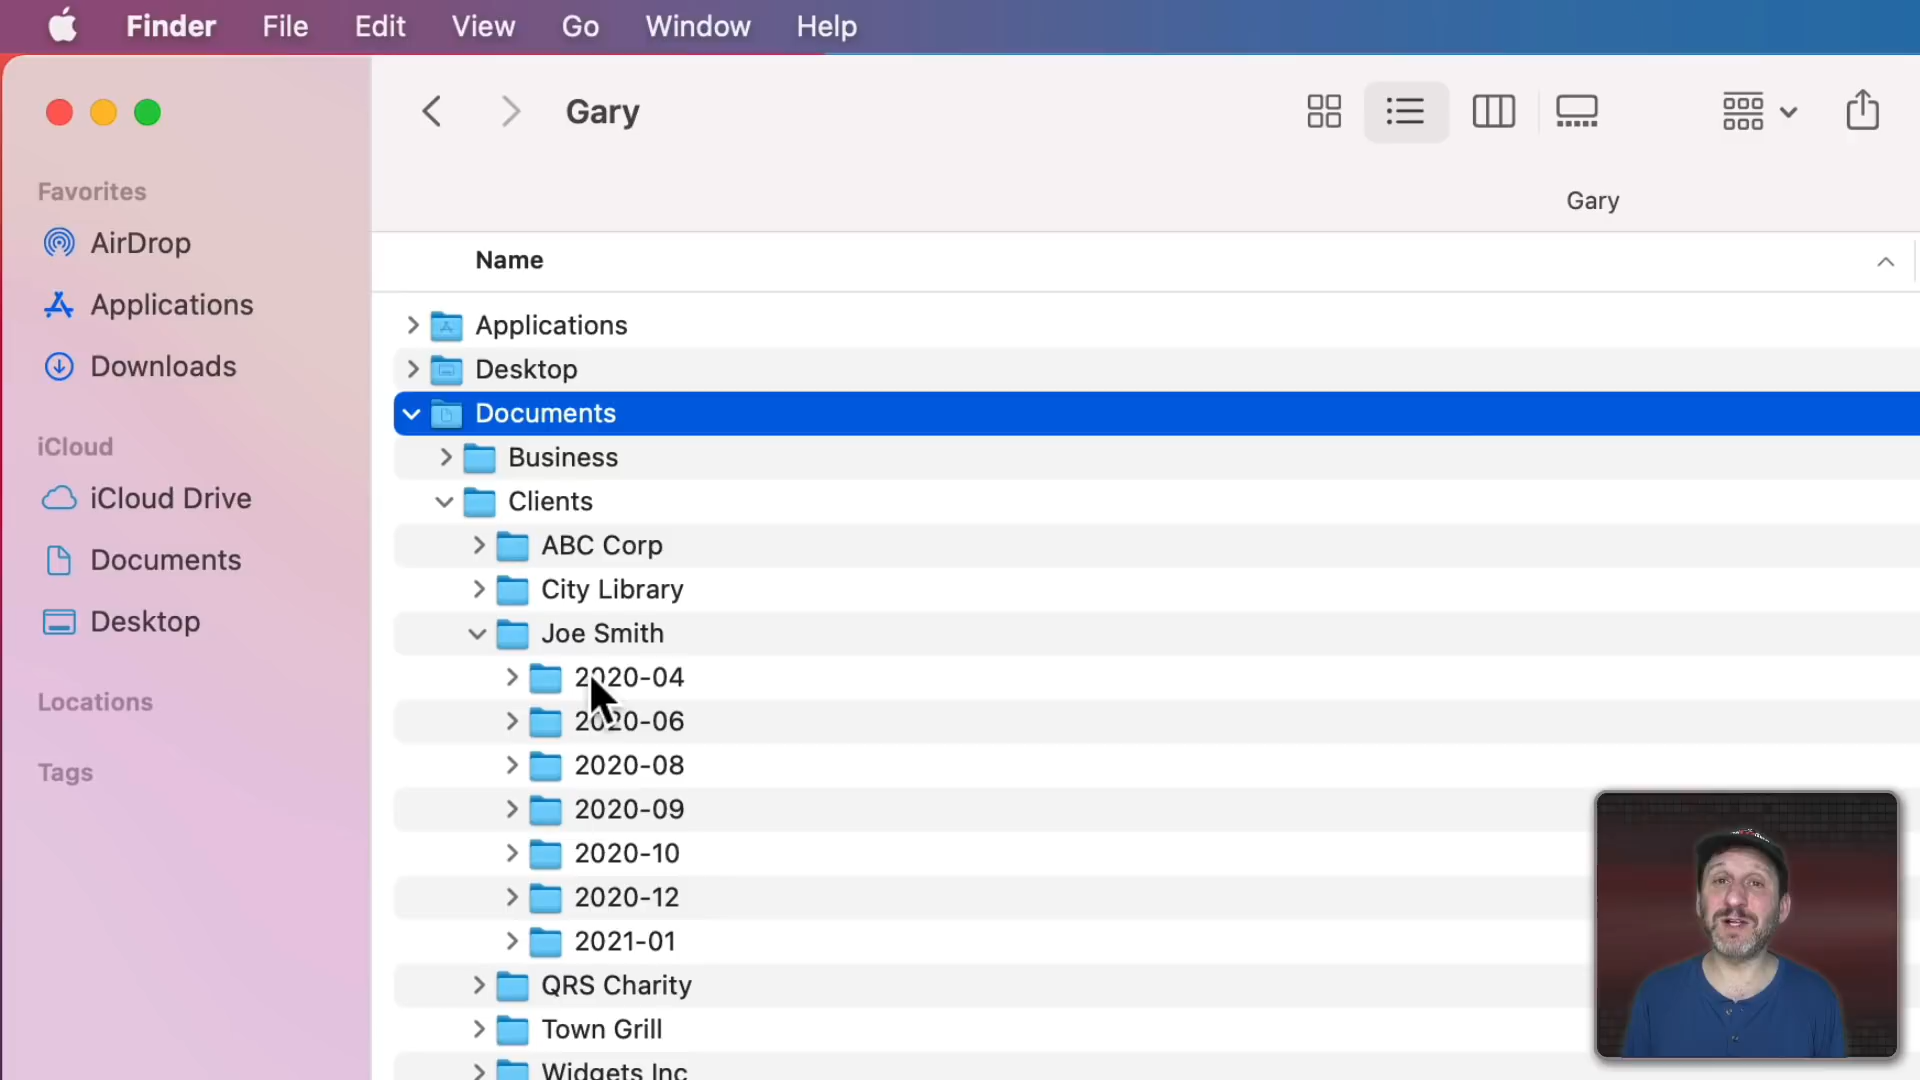 Finder File Edit View Go Window Help
Gary
Gary
Favorites
AirDrop
Applications
Downloads
iCloud
iCloud Drive
Documents
Desktop
Locations
Tags
Name
Applications
Desktop
Documents
Business
Clients
ABC Corp
City Library
Joe Smith
2020-04
2020-06
2020-08
2020-09
2020-10
2020-12
2021-01
QRS Charity
Town Grill
Widgets Inc